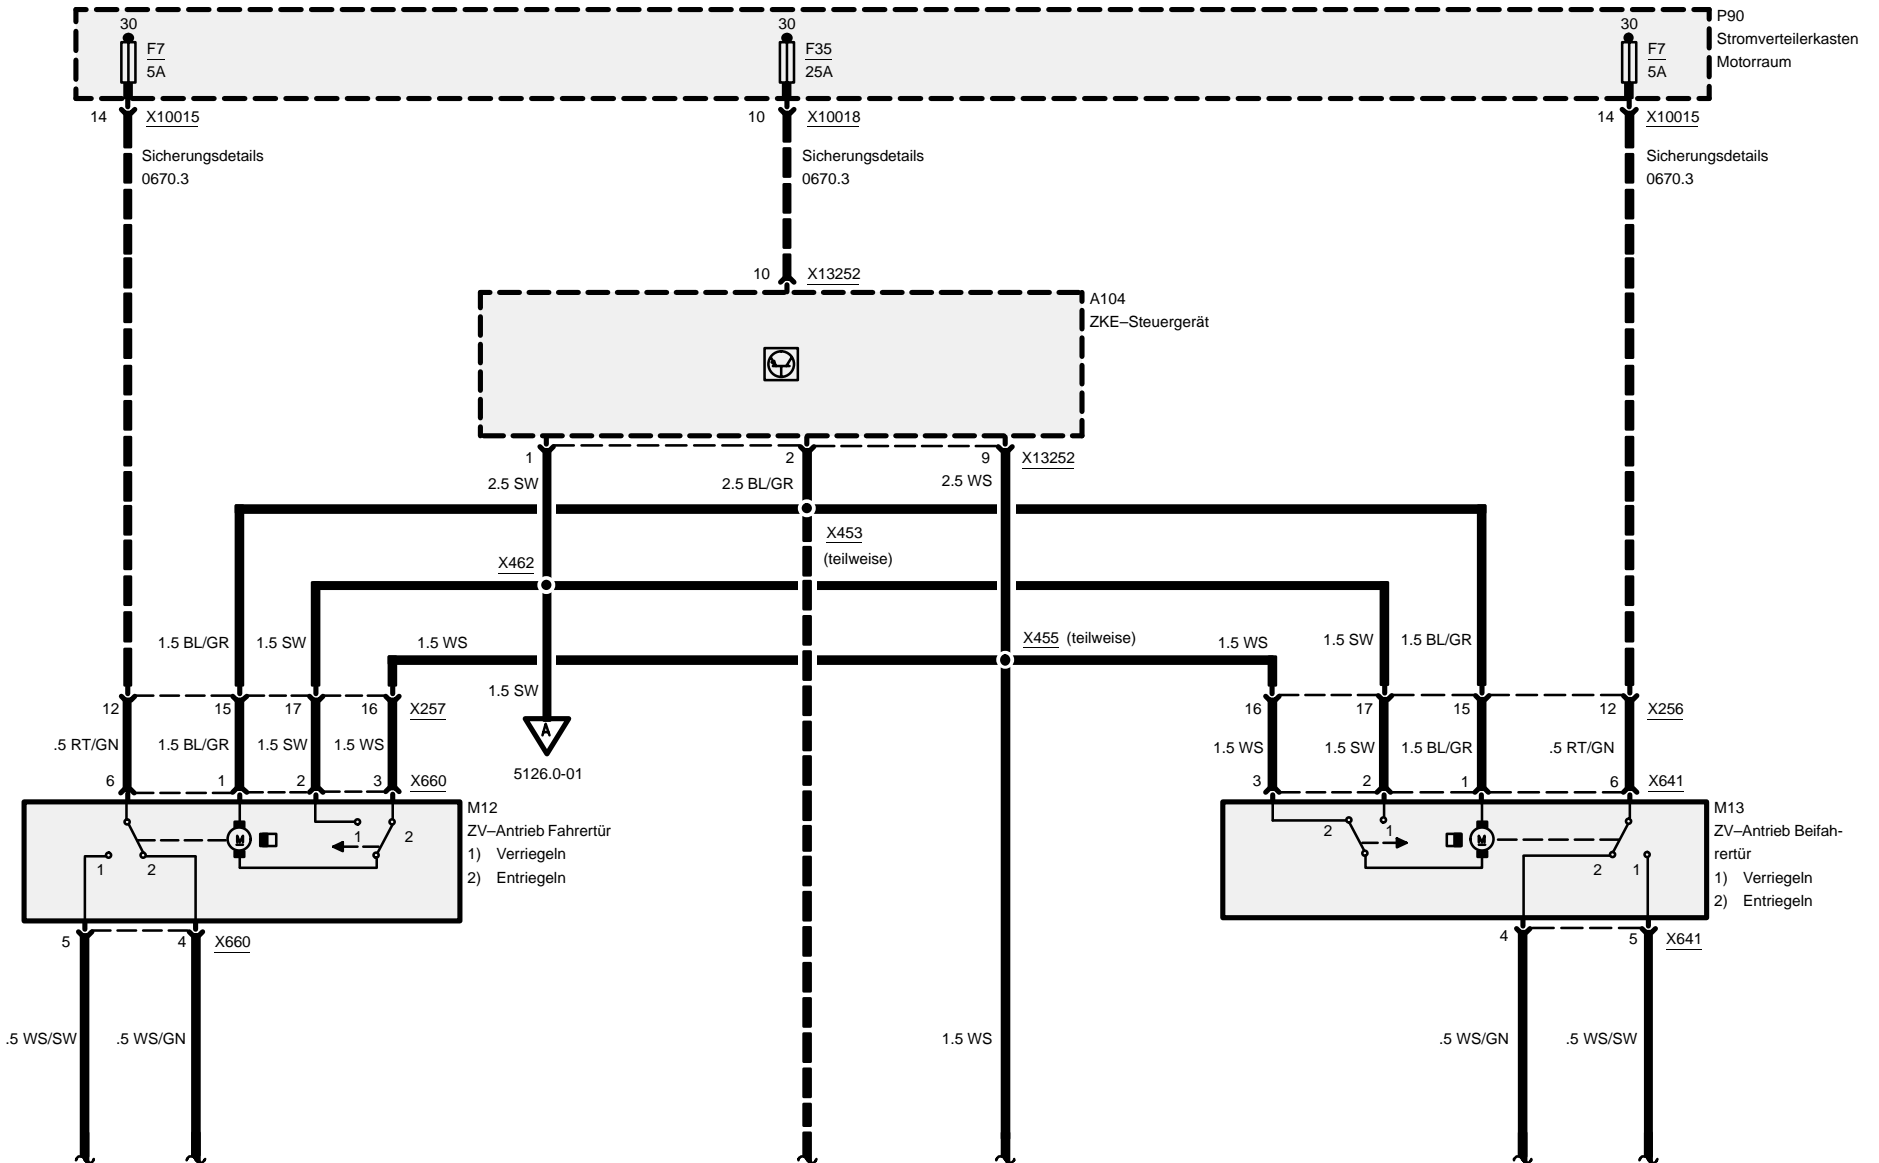 30 30 30 P90
Stromverteilerkasten
Motorraum
F7 F35 F7
5A 25A 5A
14 X10015 10 X10018 14 X10015
Sicherungsdetails Sicherungsdetails Sicherungsdetails
0670.3 0670.3 0670.3
10 X13252
A104
ZKE–Steuergerät
1 2 9 X13252
2.5 SW 2.5 BL/GR 2.5 WS
X453
(teilweise)
X462
1.5 BL/GR 1.5 SW 1.5 WS X455 (teilweise) 1.5 WS 1.5 SW 1.5 BL/GR
1.5 SW
12 15 17 16 X257 16 17 15 12 X256
A
.5 RT/GN 1.5 BL/GR 1.5 SW 1.5 WS 1.5 WS 1.5 SW 1.5 BL/GR .5 RT/GN
5126.0-01
6 1 2 3 X660 3 2 1 6 X641
M12
ZV–Antrieb Fahrertür
1) Verriegeln
2) Entriegeln
M 1 2
1 2
M13
ZV–Antrieb Beifah-
rertür
1) Verriegeln
2) Entriegeln
2 1 M
2 1
5 4 X660 4 5 X641
.5 WS/SW .5 WS/GN 1.5 WS .5 WS/GN .5 WS/SW